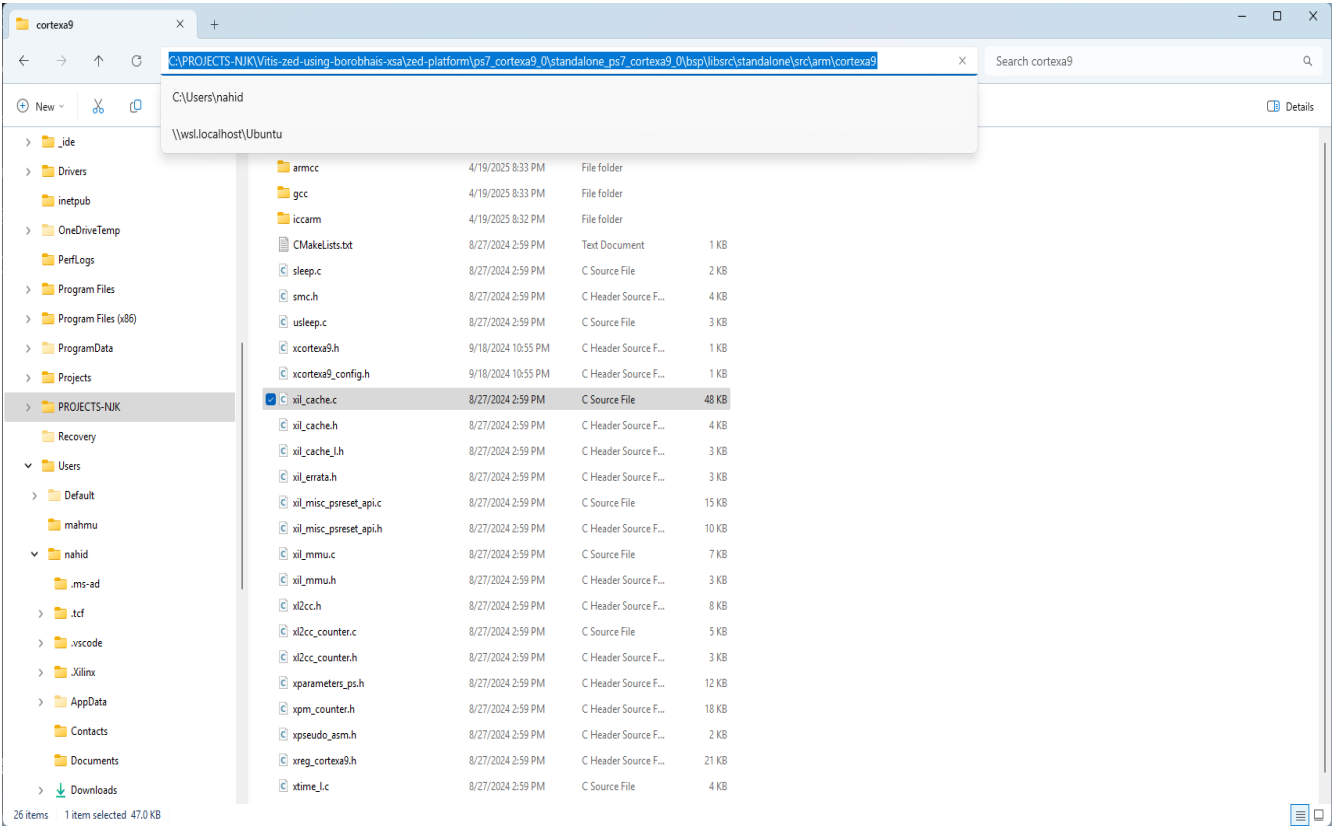 cortexa9
C:\PROJECTS-NJK\Vitis-zed-using-borobhais-xsa\zed-platform\ps7_cortexa9_0\standalone_ps7_cortexa9_0\bsp\libsrc\standalone\src\arm\cortexa9
Search cortexa9
New
Details
C:\Users\nahid
\\wsl.localhost\Ubuntu
_ide
Drivers
inetpub
OneDriveTemp
PerfLogs
Program Files
Program Files (x86)
ProgramData
Projects
PROJECTS-NJK
Recovery
Users
Default
mahmu
nahid
.ms-ad
.tcf
.vscode
.Xilinx
AppData
Contacts
Documents
Downloads
armcc 4/19/2025 8:33 PM File folder
gcc 4/19/2025 8:33 PM File folder
iccarm 4/19/2025 8:32 PM File folder
CMakeLists.txt 8/27/2024 2:59 PM Text Document 1 KB
sleep.c 8/27/2024 2:59 PM C Source File 2 KB
smc.h 8/27/2024 2:59 PM C Header Source F... 4 KB
usleep.c 8/27/2024 2:59 PM C Source File 3 KB
xcortexa9.h 9/18/2024 10:55 PM C Header Source F... 1 KB
xcortexa9_config.h 9/18/2024 10:55 PM C Header Source F... 1 KB
xil_cache.c 8/27/2024 2:59 PM C Source File 48 KB
xil_cache.h 8/27/2024 2:59 PM C Header Source F... 4 KB
xil_cache_l.h 8/27/2024 2:59 PM C Header Source F... 3 KB
xil_errata.h 8/27/2024 2:59 PM C Header Source F... 3 KB
xil_misc_psreset_api.c 8/27/2024 2:59 PM C Source File 15 KB
xil_misc_psreset_api.h 8/27/2024 2:59 PM C Header Source F... 10 KB
xil_mmu.c 8/27/2024 2:59 PM C Source File 7 KB
xil_mmu.h 8/27/2024 2:59 PM C Header Source F... 3 KB
xl2cc.h 8/27/2024 2:59 PM C Header Source F... 8 KB
xl2cc_counter.c 8/27/2024 2:59 PM C Source File 5 KB
xl2cc_counter.h 8/27/2024 2:59 PM C Header Source F... 3 KB
xparameters_ps.h 8/27/2024 2:59 PM C Header Source F... 12 KB
xpm_counter.h 8/27/2024 2:59 PM C Header Source F... 18 KB
xpseudo_asm.h 8/27/2024 2:59 PM C Header Source F... 2 KB
xreg_cortexa9.h 8/27/2024 2:59 PM C Header Source F... 21 KB
xtime_l.c 8/27/2024 2:59 PM C Source File 4 KB
26 items 1 item selected 47.0 KB